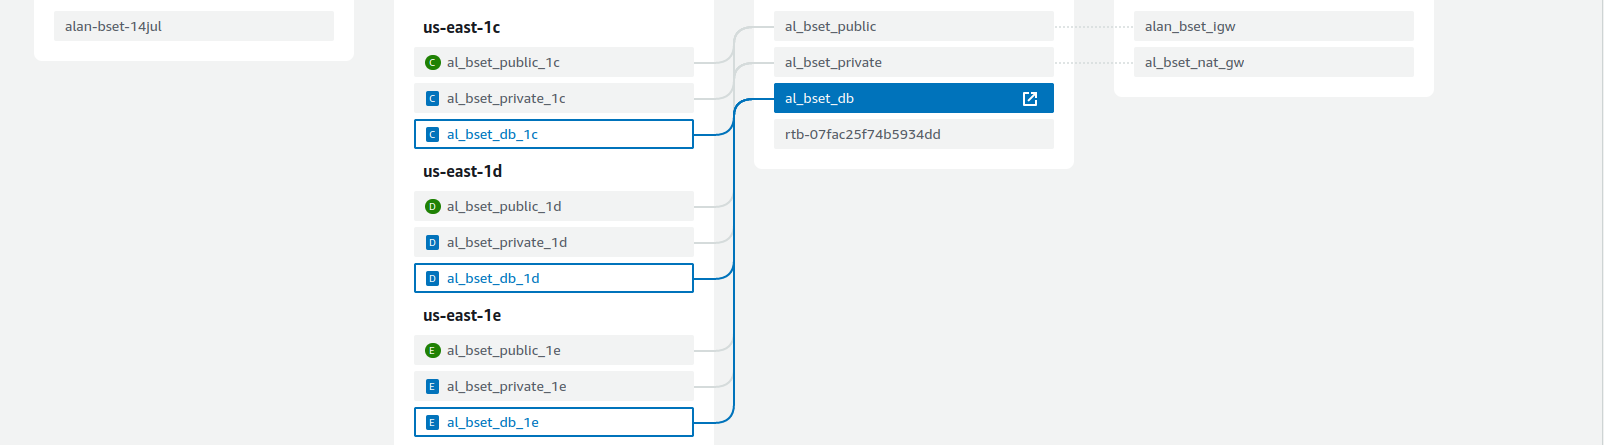 alan-bset-14jul
us-east-1c
C al_bset_public_1c
C al_bset_private_1c
C al_bset_db_1c
us-east-1d
D al_bset_public_1d
D al_bset_private_1d
D al_bset_db_1d
us-east-1e
E al_bset_public_1e
E al_bset_private_1e
E al_bset_db_1e
al_bset_public
al_bset_private
al_bset_db
rtb-07fac25f74b5934dd
alan_bset_igw
al_bset_nat_gw